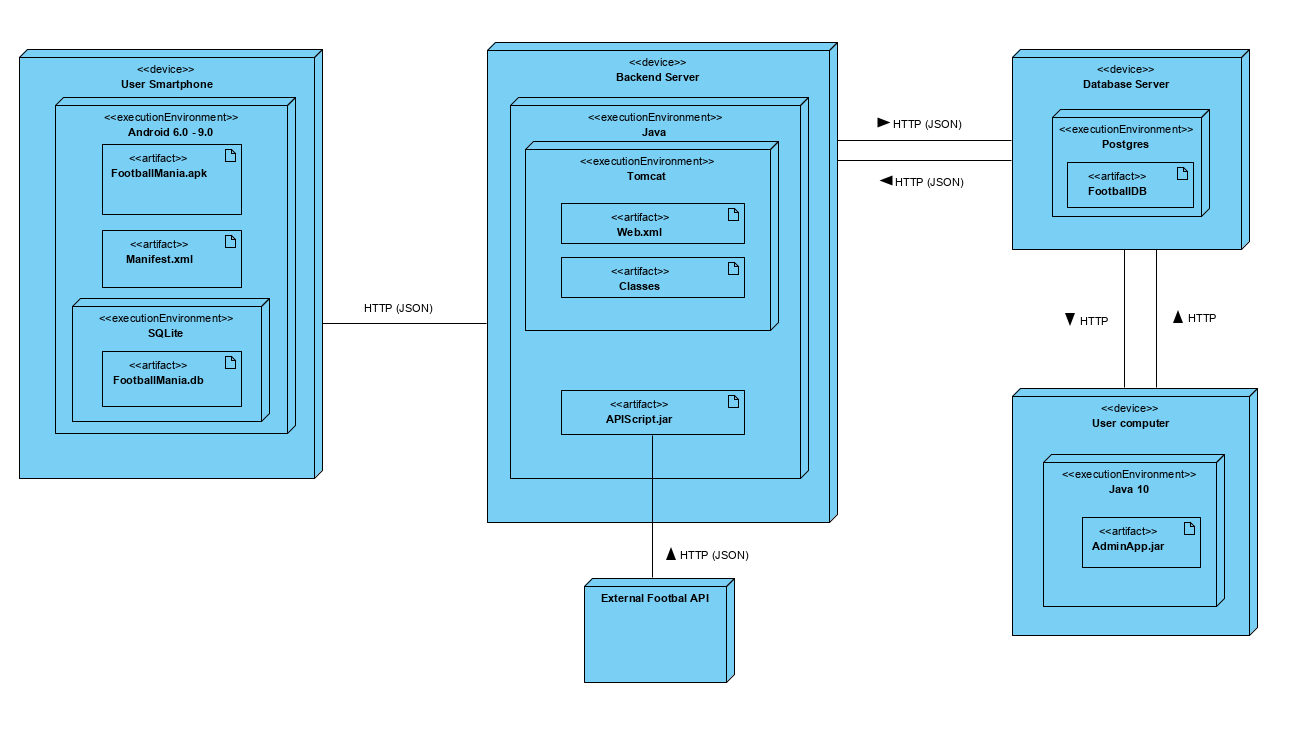 <<device>>
User Smartphone
<<executionEnvironment>>
Android 6.0 - 9.0
<<artifact>>
FootballMania.apk
<<artifact>>
Manifest.xml
<<executionEnvironment>>
SQLite
<<artifact>>
FootballMania.db
HTTP (JSON)
<<device>>
Backend Server
<<executionEnvironment>>
Java
<<executionEnvironment>>
Tomcat
<<artifact>>
Web.xml
<<artifact>>
Classes
<<artifact>>
APIScript.jar
HTTP (JSON)
External Footbal API
HTTP (JSON)
HTTP (JSON)
<<device>>
Database Server
<<executionEnvironment>>
Postgres
<<artifact>>
FootballDB
HTTP
HTTP
<<device>>
User computer
<<executionEnvironment>>
Java 10
<<artifact>>
AdminApp.jar